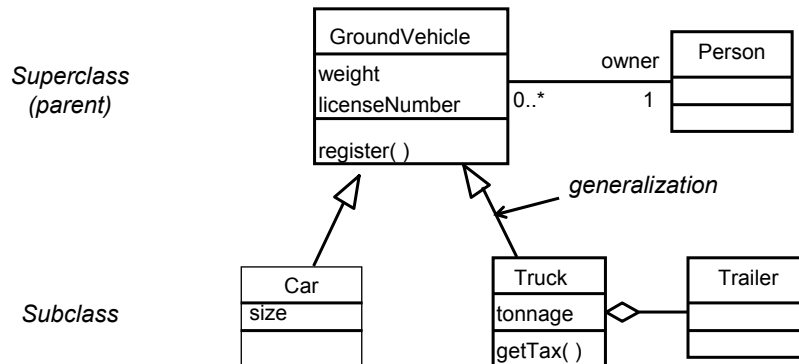 GroundVehicle
weight
licenseNumber
register( )
Superclass
(parent)
owner
0..*
1
Person
generalization
Subclass
Car
size
Truck
tonnage
getTax( )
Trailer